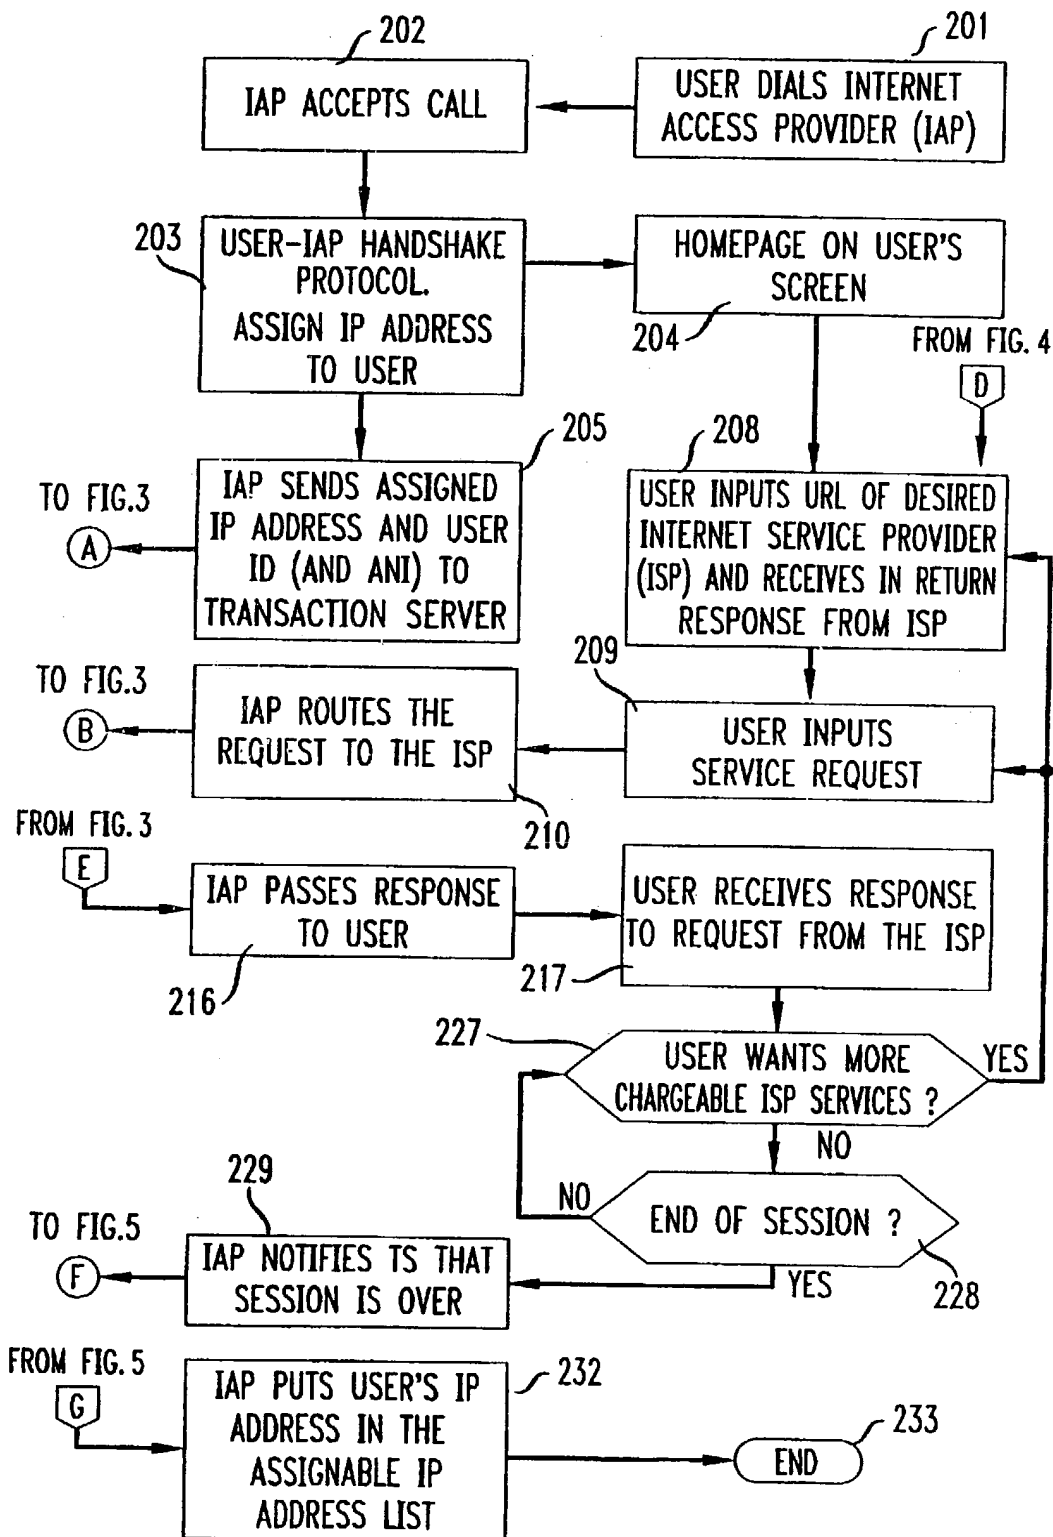 202
201
IAP ACCEPTS CALL
USER DIALS INTERNET
ACCESS PROVIDER (IAP)
203
USER-IAP HANDSHAKE
PROTOCOL.
ASSIGN IP ADDRESS
TO USER
HOMEPAGE ON USER'S
SCREEN
204
FROM FIG. 4
D
205
208
TO FIG.3
A
IAP SENDS ASSIGNED
IP ADDRESS AND USER
ID (AND ANI) TO
TRANSACTION SERVER
USER INPUTS URL OF DESIRED
INTERNET SERVICE PROVIDER
(ISP) AND RECEIVES IN RETURN
RESPONSE FROM ISP
209
TO FIG.3
B
IAP ROUTES THE
REQUEST TO THE ISP
210
USER INPUTS
SERVICE REQUEST
FROM FIG. 3
E
IAP PASSES RESPONSE
TO USER
216
USER RECEIVES RESPONSE
TO REQUEST FROM THE ISP
217
227
USER WANTS MORE
CHARGEABLE ISP SERVICES ?
YES
NO
229
NO
END OF SESSION ?
228
YES
TO FIG.5
F
IAP NOTIFIES TS THAT
SESSION IS OVER
FROM FIG. 5
G
IAP PUTS USER'S IP
ADDRESS IN THE
ASSIGNABLE IP
ADDRESS LIST
232
233
END